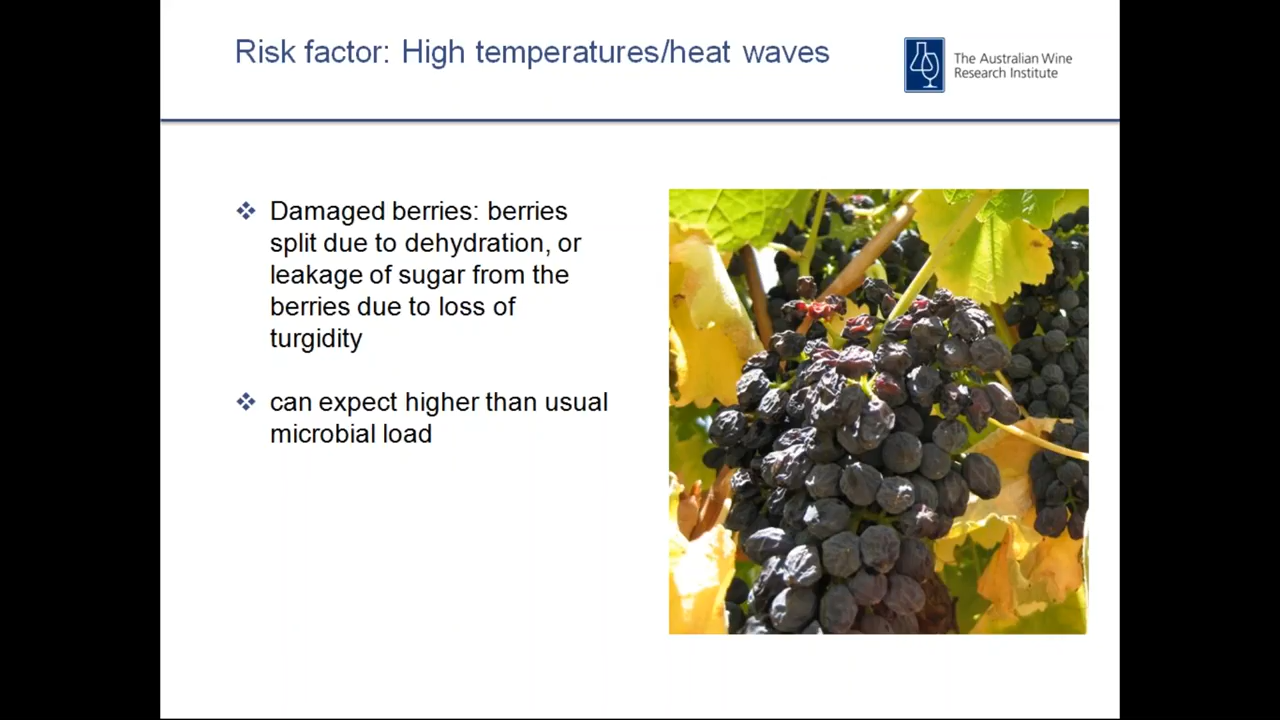 Risk factor: High temperatures/heat waves
The Australian Wine
Research Institute
Damaged berries: berries
split due to dehydration, or
leakage of sugar from the
berries due to loss of
turgidity
can expect higher than usual
microbial load